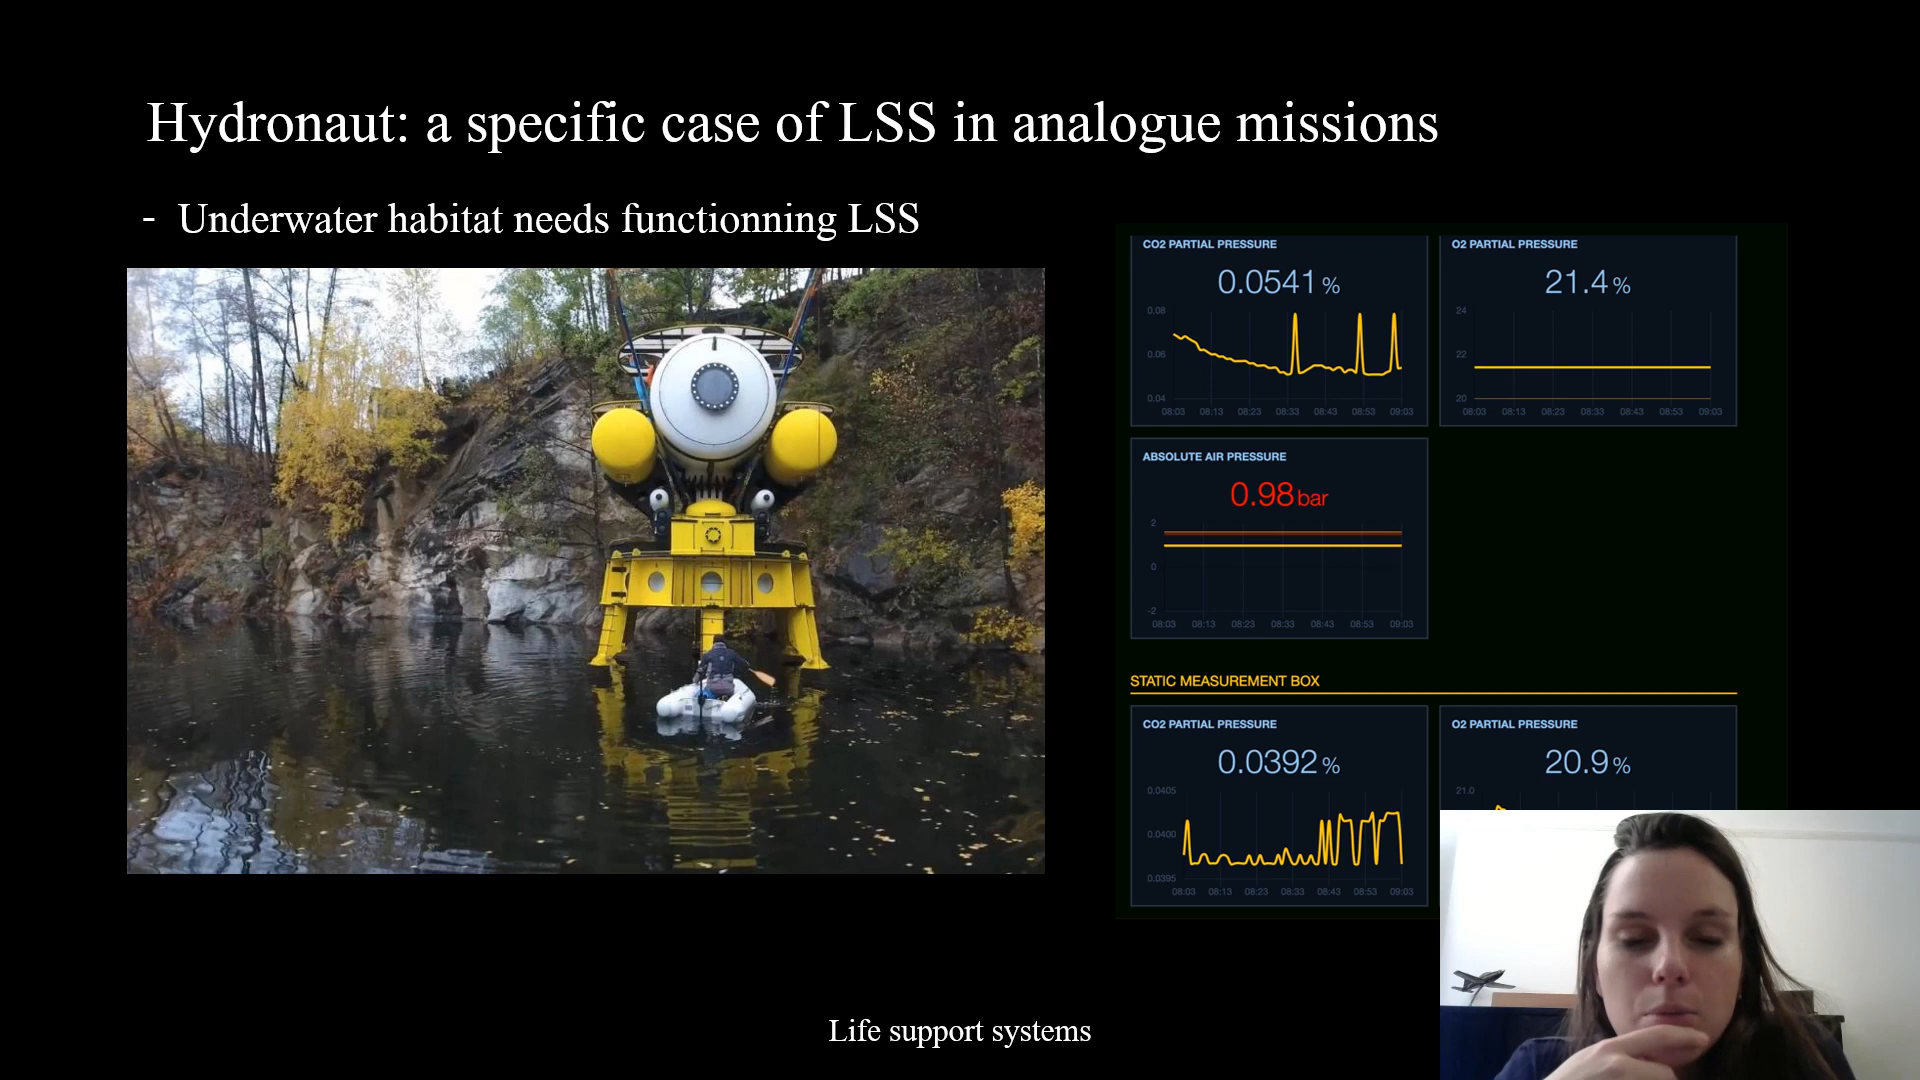 Hydronaut: a specific case of LSS in analogue missions
- Underwater habitat needs functionning LSS
CO2 PARTIAL PRESSURE
0.0541 %
0.08
0.06
0.04
08:03 08:13 08:23 08:33 08:43 08:53 09:03
O2 PARTIAL PRESSURE
21.4 %
24
22
20
08:03 08:13 08:23 08:33 08:43 08:53 09:03
ABSOLUTE AIR PRESSURE
0.98 bar
2
0
-2
08:03 08:13 08:23 08:33 08:43 08:53 09:03
STATIC MEASUREMENT BOX
CO2 PARTIAL PRESSURE
0.0392 %
0.0405
0.0400
0.0395
08:03 08:13 08:23 08:33 08:43 08:53 09:03
O2 PARTIAL PRESSURE
20.9 %
21.0
Life support systems